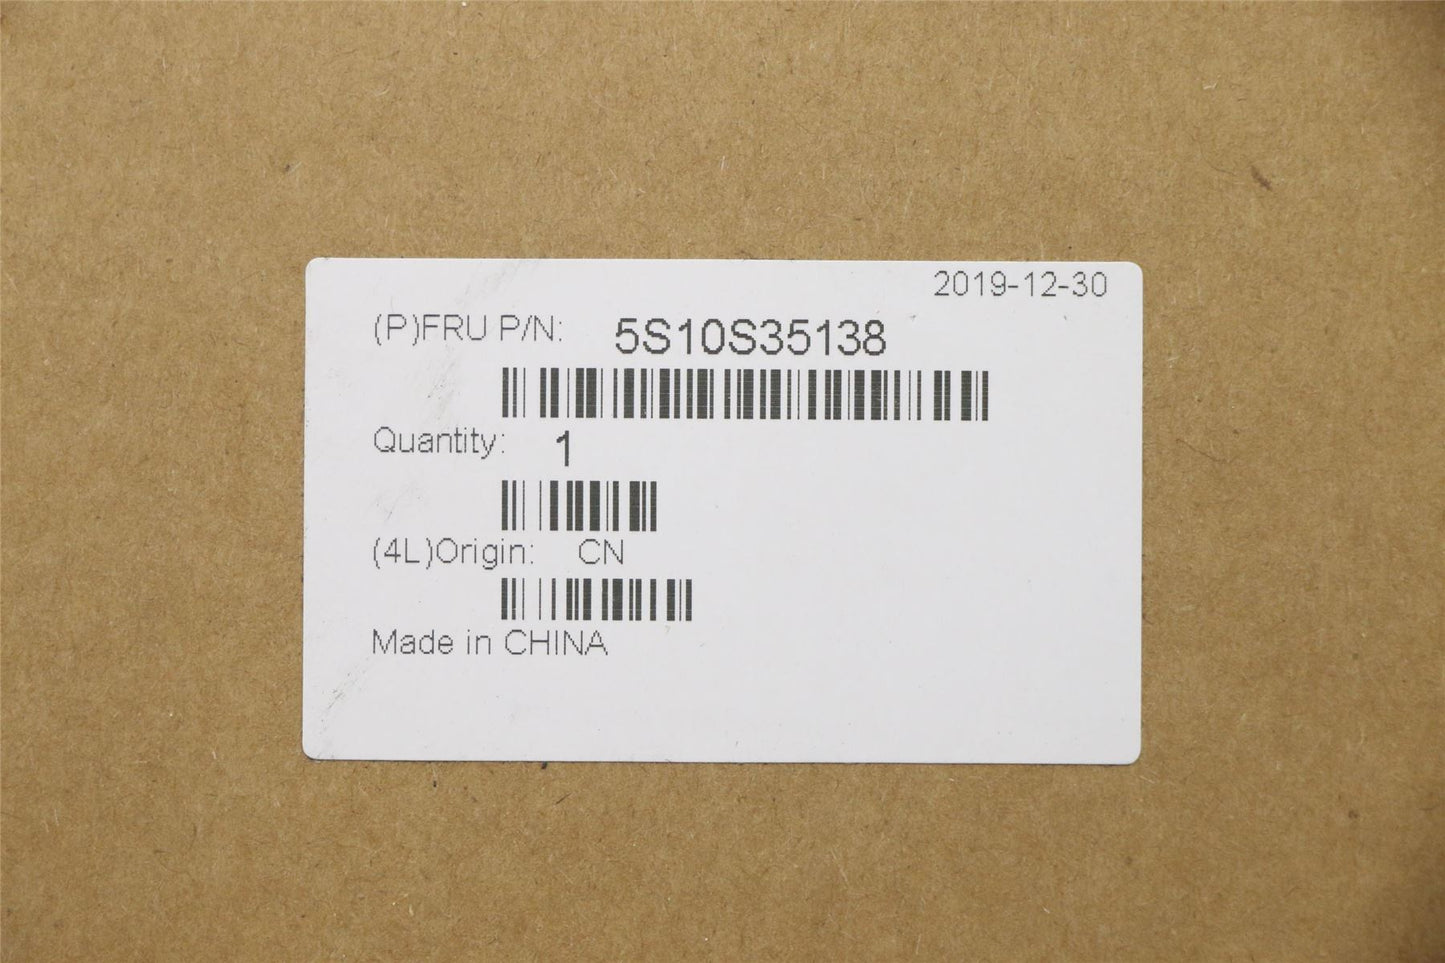 2019-12-30
(P)FRU P/N: 5S10S35138
Quantity: 1
(4L)Origin: CN
Made in CHINA